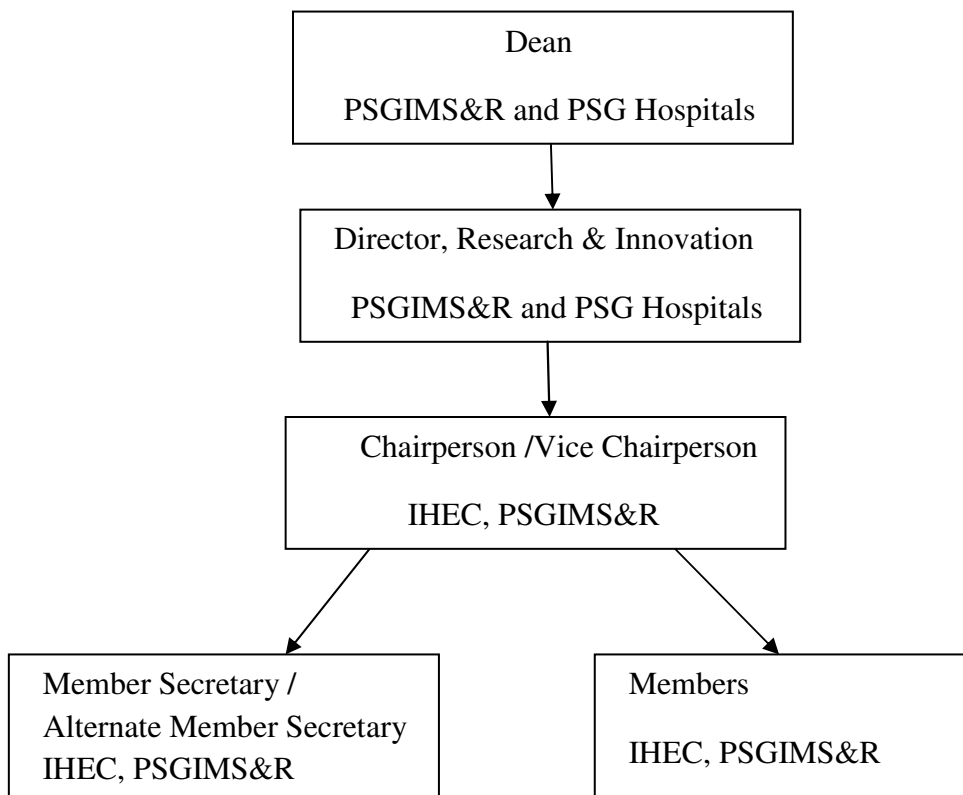 Dean
PSGIMS&R and PSG Hospitals
Director, Research & Innovation
PSGIMS&R and PSG Hospitals
Chairperson /Vice Chairperson
IHEC, PSGIMS&R
Member Secretary /
Alternate Member Secretary
IHEC, PSGIMS&R
Members
IHEC, PSGIMS&R